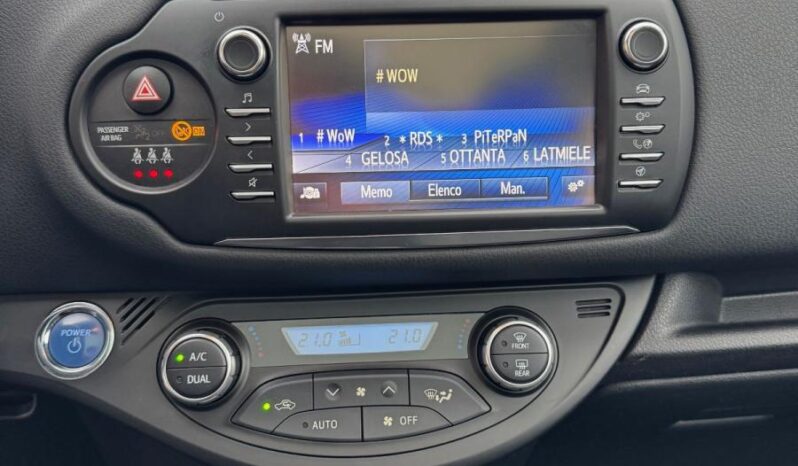 FM
# WOW
1 # WoW 2 * RDS * 3 PiTeRPaN
4 GELOSA 5 OTTANTA 6 LATMIELE
Memo Elenco Man.
PASSENGER
AIR BAG
OFF
POWER
A/C
DUAL
21.0 21.0
AUTO
OFF
FRONT
REAR